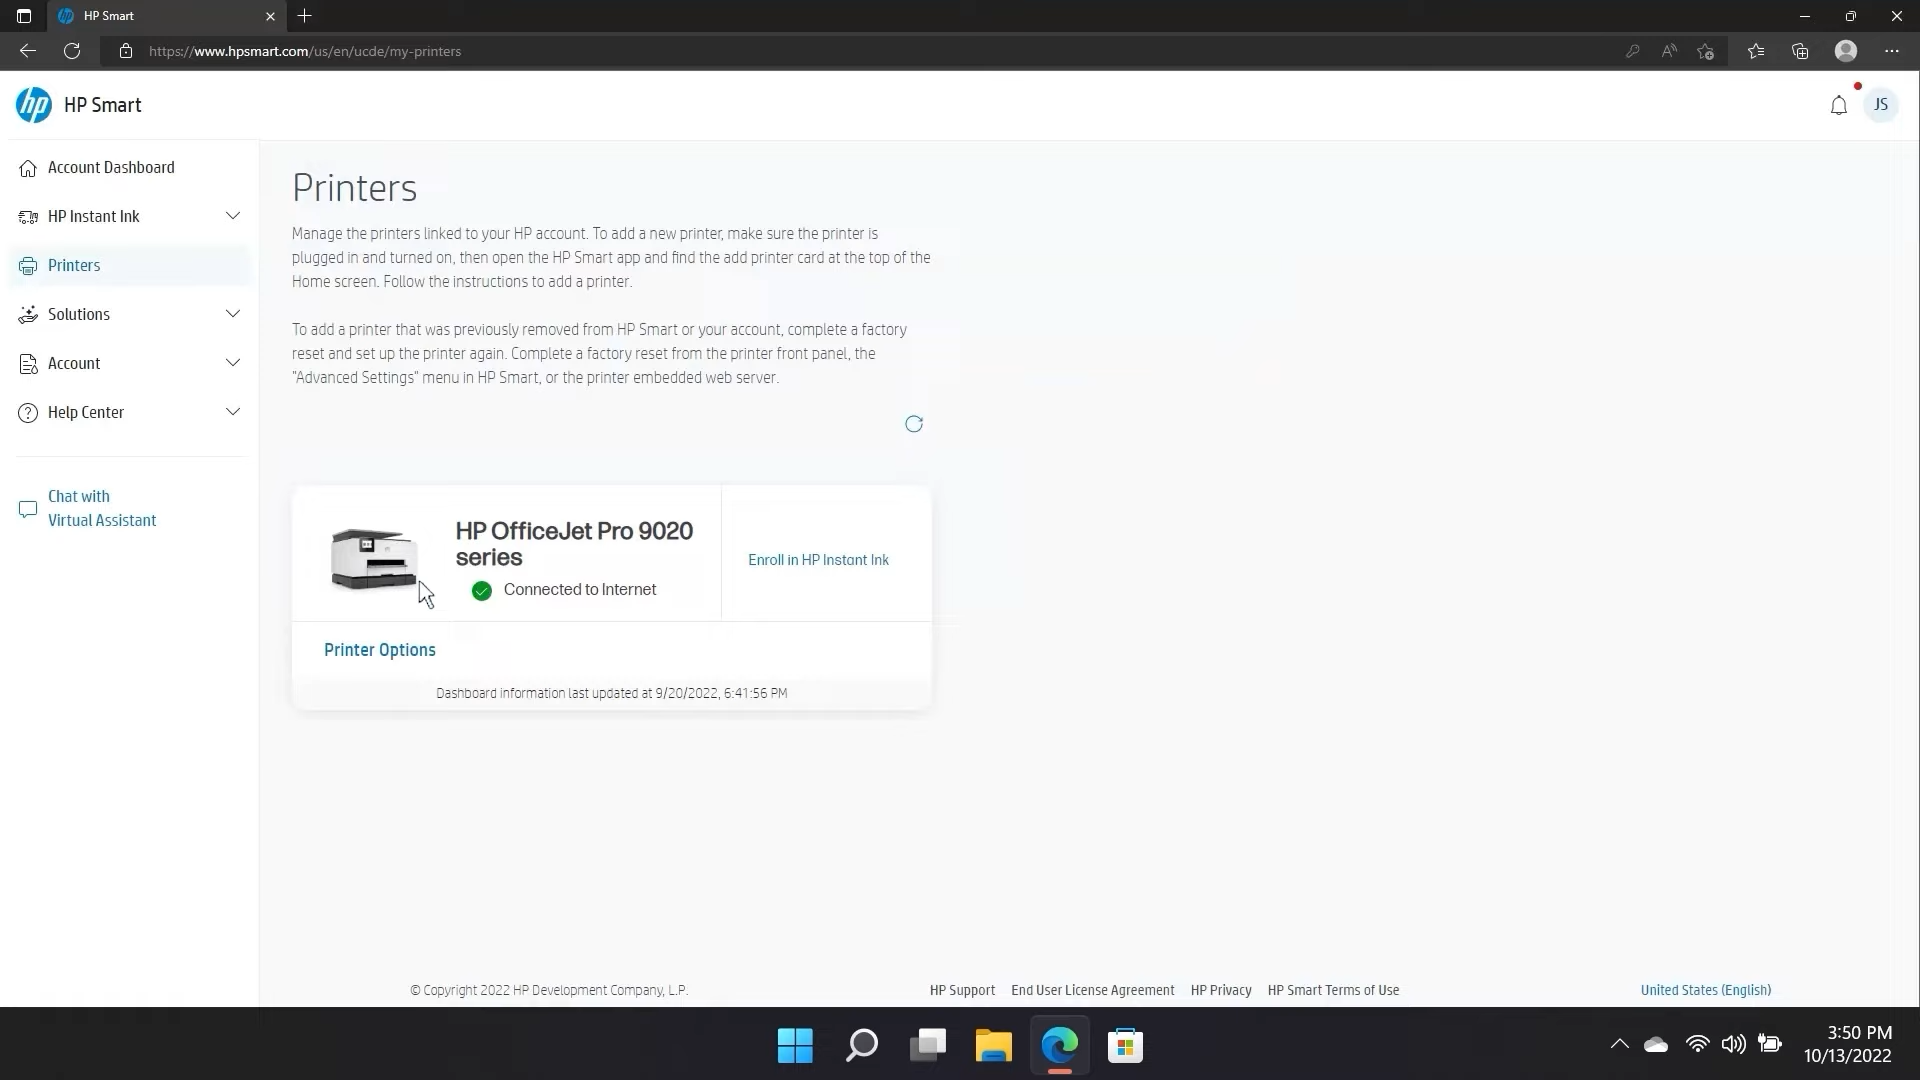 HP Smart
https://www.hpsmart.com/us/en/ucde/my-printers
hp HP Smart
JS
Account Dashboard
HP Instant Ink
Printers
Solutions
Account
Help Center
Chat with
Virtual Assistant
Printers
Manage the printers linked to your HP account. To add a new printer, make sure the printer is
plugged in and turned on, then open the HP Smart app and find the add printer card at the top of the
Home screen. Follow the instructions to add a printer.
To add a printer that was previously removed from HP Smart or your account, complete a factory
reset and set up the printer again. Complete a factory reset from the printer front panel, the
"Advanced Settings" menu in HP Smart, or the printer embedded web server.
HP OfficeJet Pro 9020
series
Connected to Internet
Enroll in HP Instant Ink
Printer Options
Dashboard information last updated at 9/20/2022, 6:41:56 PM
© Copyright 2022 HP Development Company, L.P.
HP Support End User License Agreement HP Privacy HP Smart Terms of Use
United States (English)
3:50 PM
10/13/2022